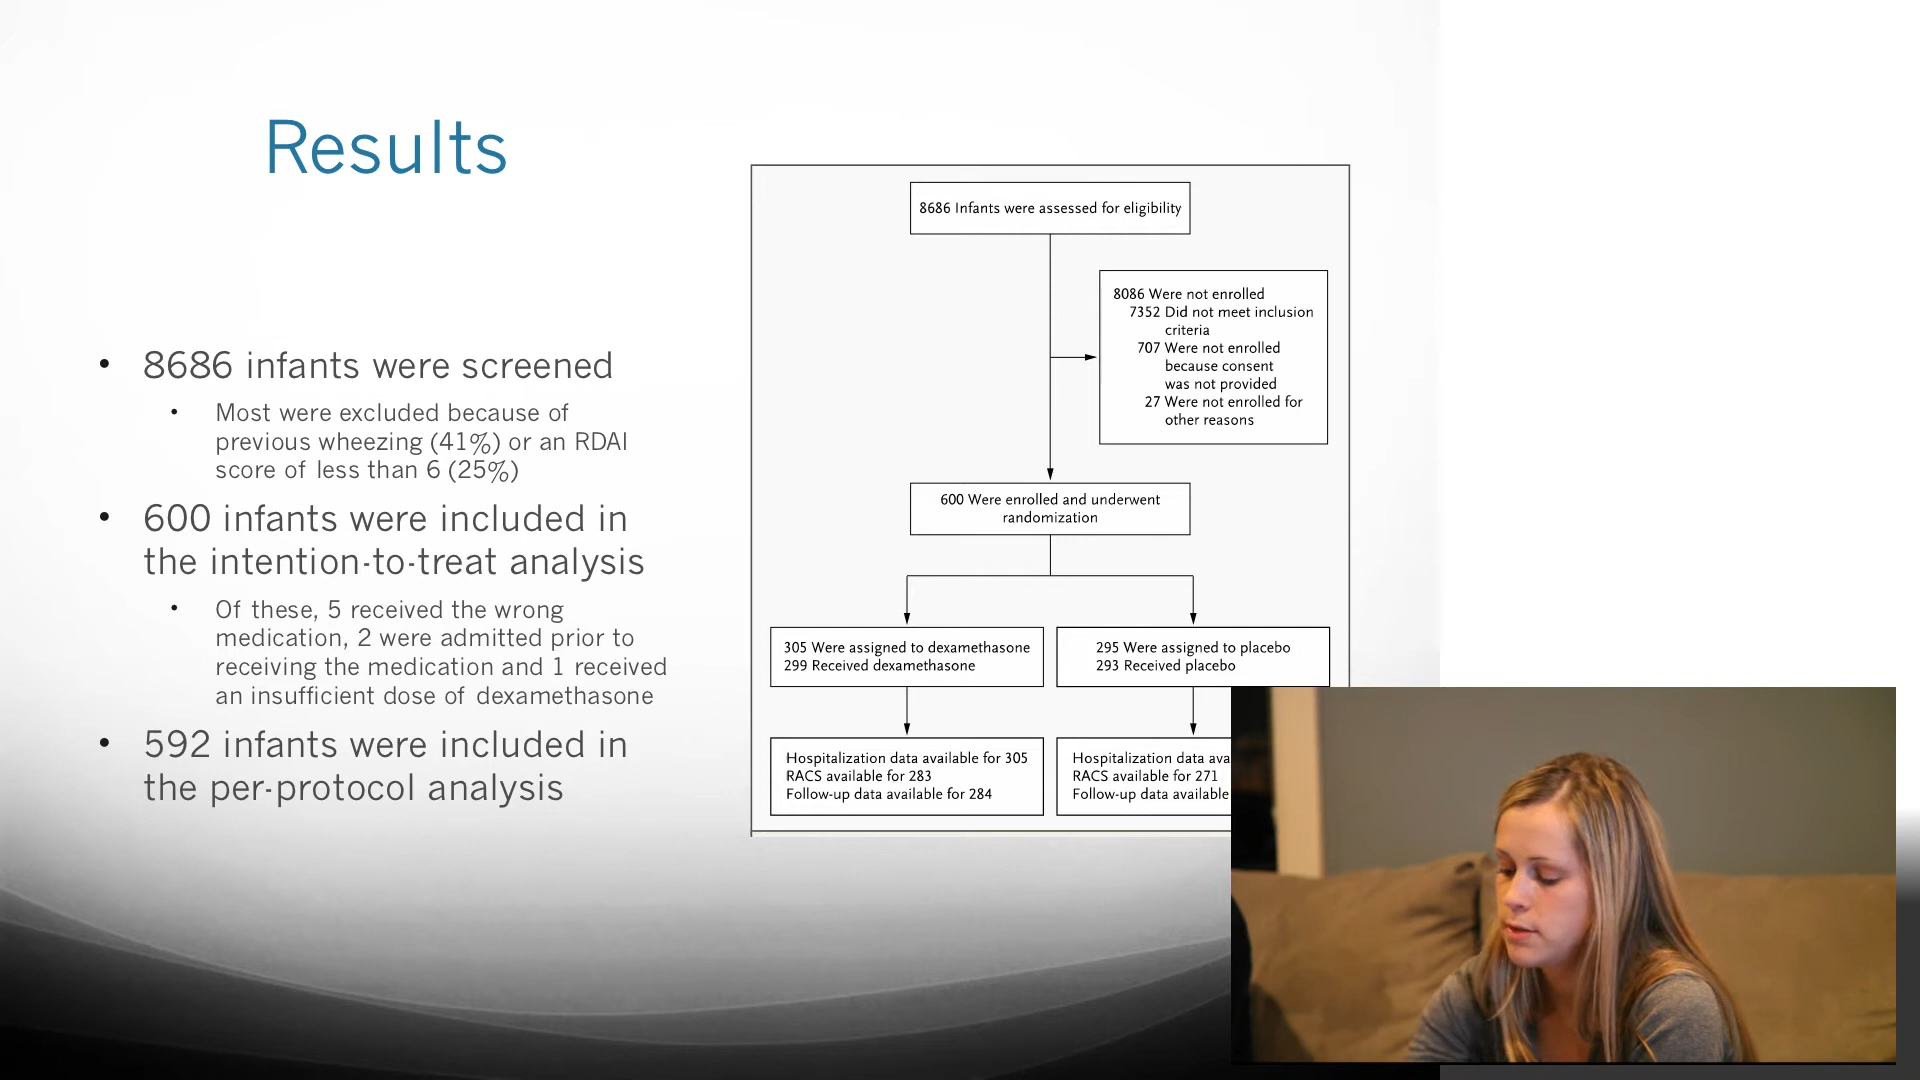 Results
• 8686 infants were screened
• Most were excluded because of
previous wheezing (41%) or an RDAI
score of less than 6 (25%)
• 600 infants were included in
the intention-to-treat analysis
• Of these, 5 received the wrong
medication, 2 were admitted prior to
receiving the medication and 1 received
an insufficient dose of dexamethasone
• 592 infants were included in
the per-protocol analysis
8686 Infants were assessed for eligibility
8086 Were not enrolled
7352 Did not meet inclusion
criteria
707 Were not enrolled
because consent
was not provided
27 Were not enrolled for
other reasons
600 Were enrolled and underwent
randomization
305 Were assigned to dexamethasone
299 Received dexamethasone
295 Were assigned to placebo
293 Received placebo
Hospitalization data available for 305
RACS available for 283
Follow-up data available for 284
Hospitalization data ava
RACS available for 271
Follow-up data available